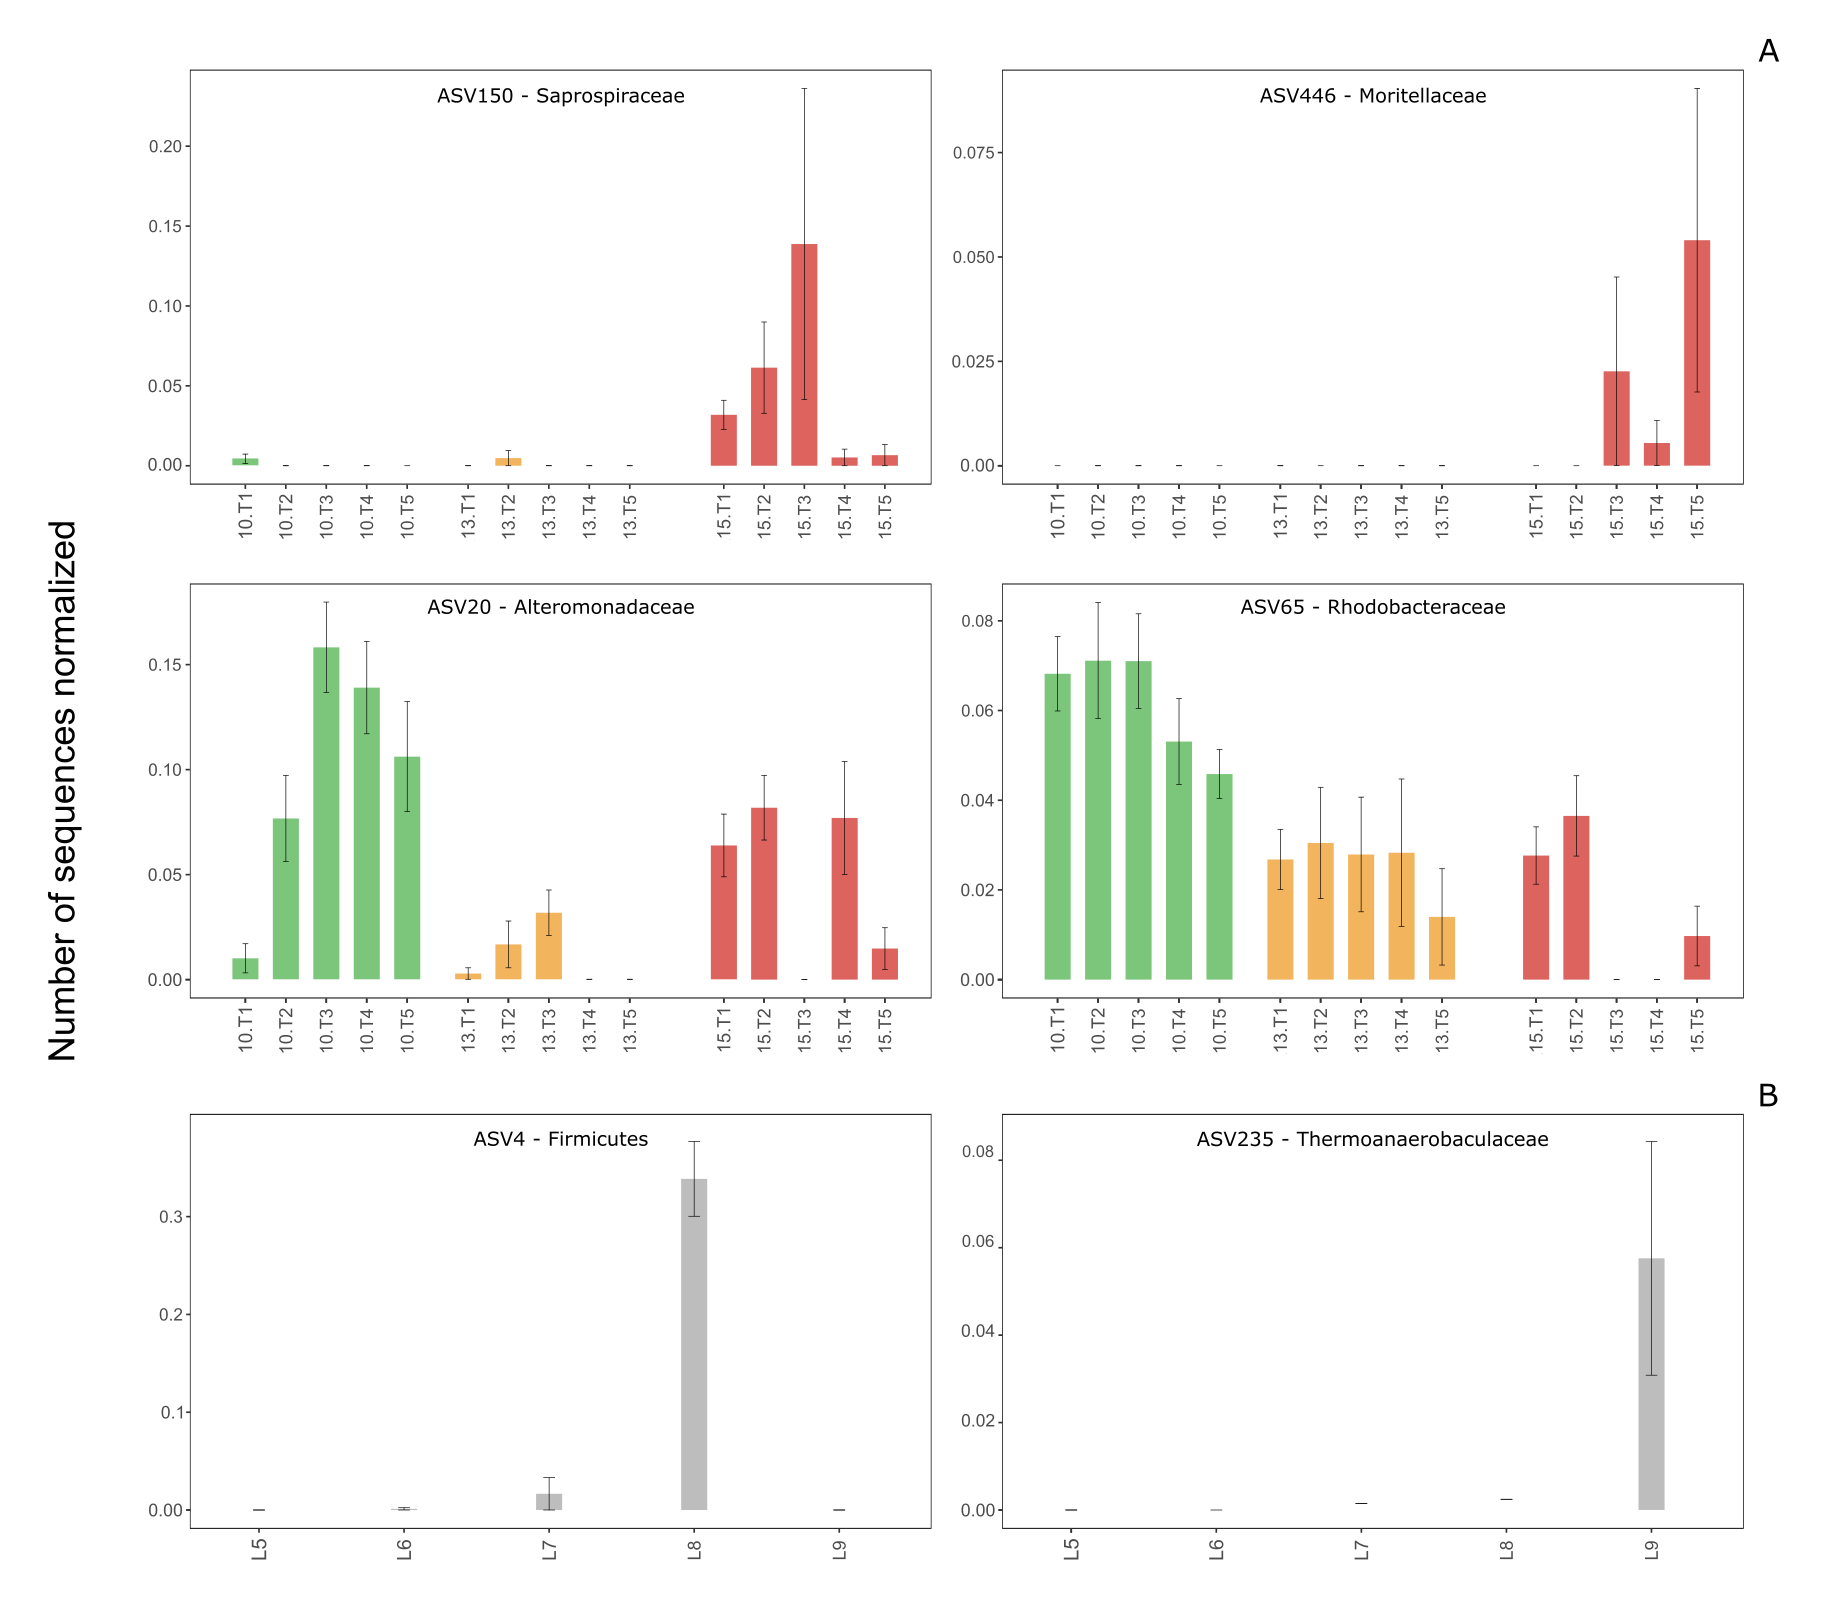 A
Number of sequences normalized
ASV150 - Saprospiraceae
0.20
0.15
0.10
0.05
0.00
10.T1 10.T2 10.T3 10.T4 10.T5 13.T1 13.T2 13.T3 13.T4 13.T5 15.T1 15.T2 15.T3 15.T4 15.T5
ASV446 - Moritellaceae
0.075
0.050
0.025
0.00
10.T1 10.T2 10.T3 10.T4 10.T5 13.T1 13.T2 13.T3 13.T4 13.T5 15.T1 15.T2 15.T3 15.T4 15.T5
ASV20 - Alteromonadaceae
0.15
0.10
0.05
0.00
10.T1 10.T2 10.T3 10.T4 10.T5 13.T1 13.T2 13.T3 13.T4 13.T5 15.T1 15.T2 15.T3 15.T4 15.T5
ASV65 - Rhodobacteraceae
0.08
0.06
0.04
0.02
0.00
10.T1 10.T2 10.T3 10.T4 10.T5 13.T1 13.T2 13.T3 13.T4 13.T5 15.T1 15.T2 15.T3 15.T4 15.T5
B
ASV4 - Firmicutes
0.3
0.2
0.1
0.00
L5 L6 L7 L8 L9
ASV235 - Thermoanaerobaculaceae
0.08
0.06
0.04
0.02
0.00
L5 L6 L7 L8 L9